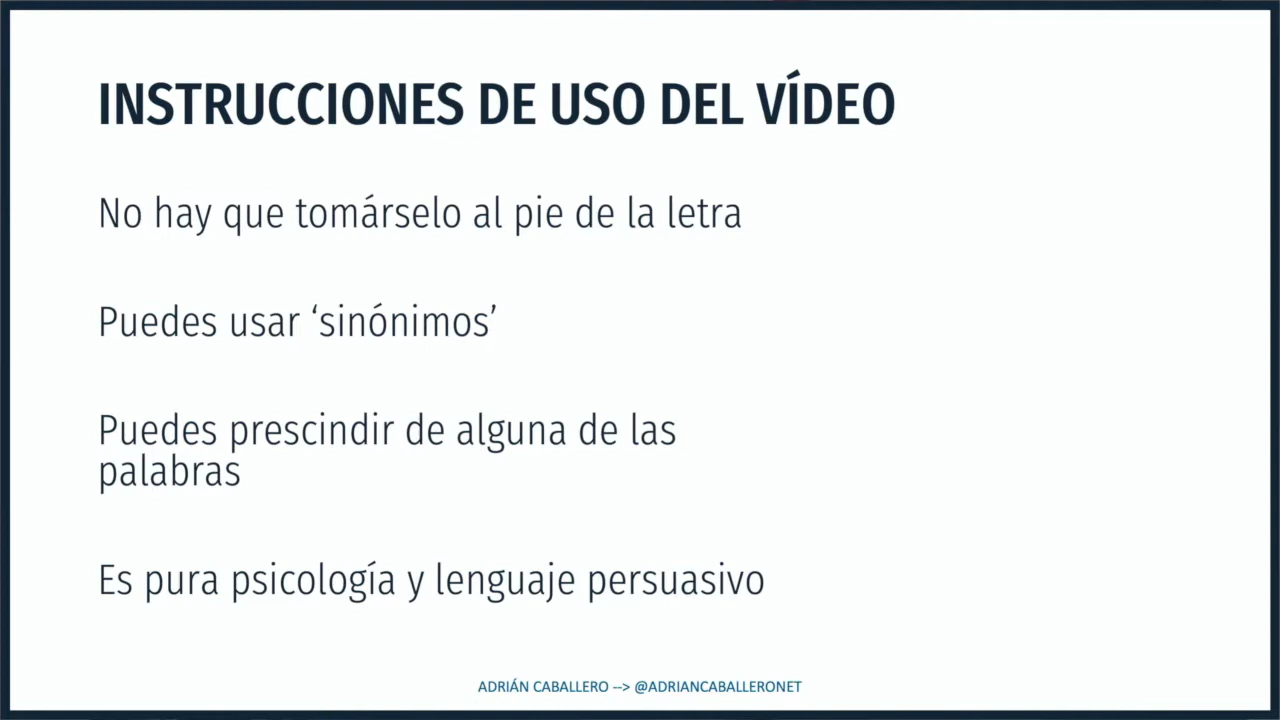 INSTRUCCIONES DE USO DEL VÍDEO
No hay que tomárselo al pie de la letra
Puedes usar ‘sinónimos’
Puedes prescindir de alguna de las
palabras
Es pura psicología y lenguaje persuasivo
ADRIÁN CABALLERO --> @ADRIANCABALLERONET